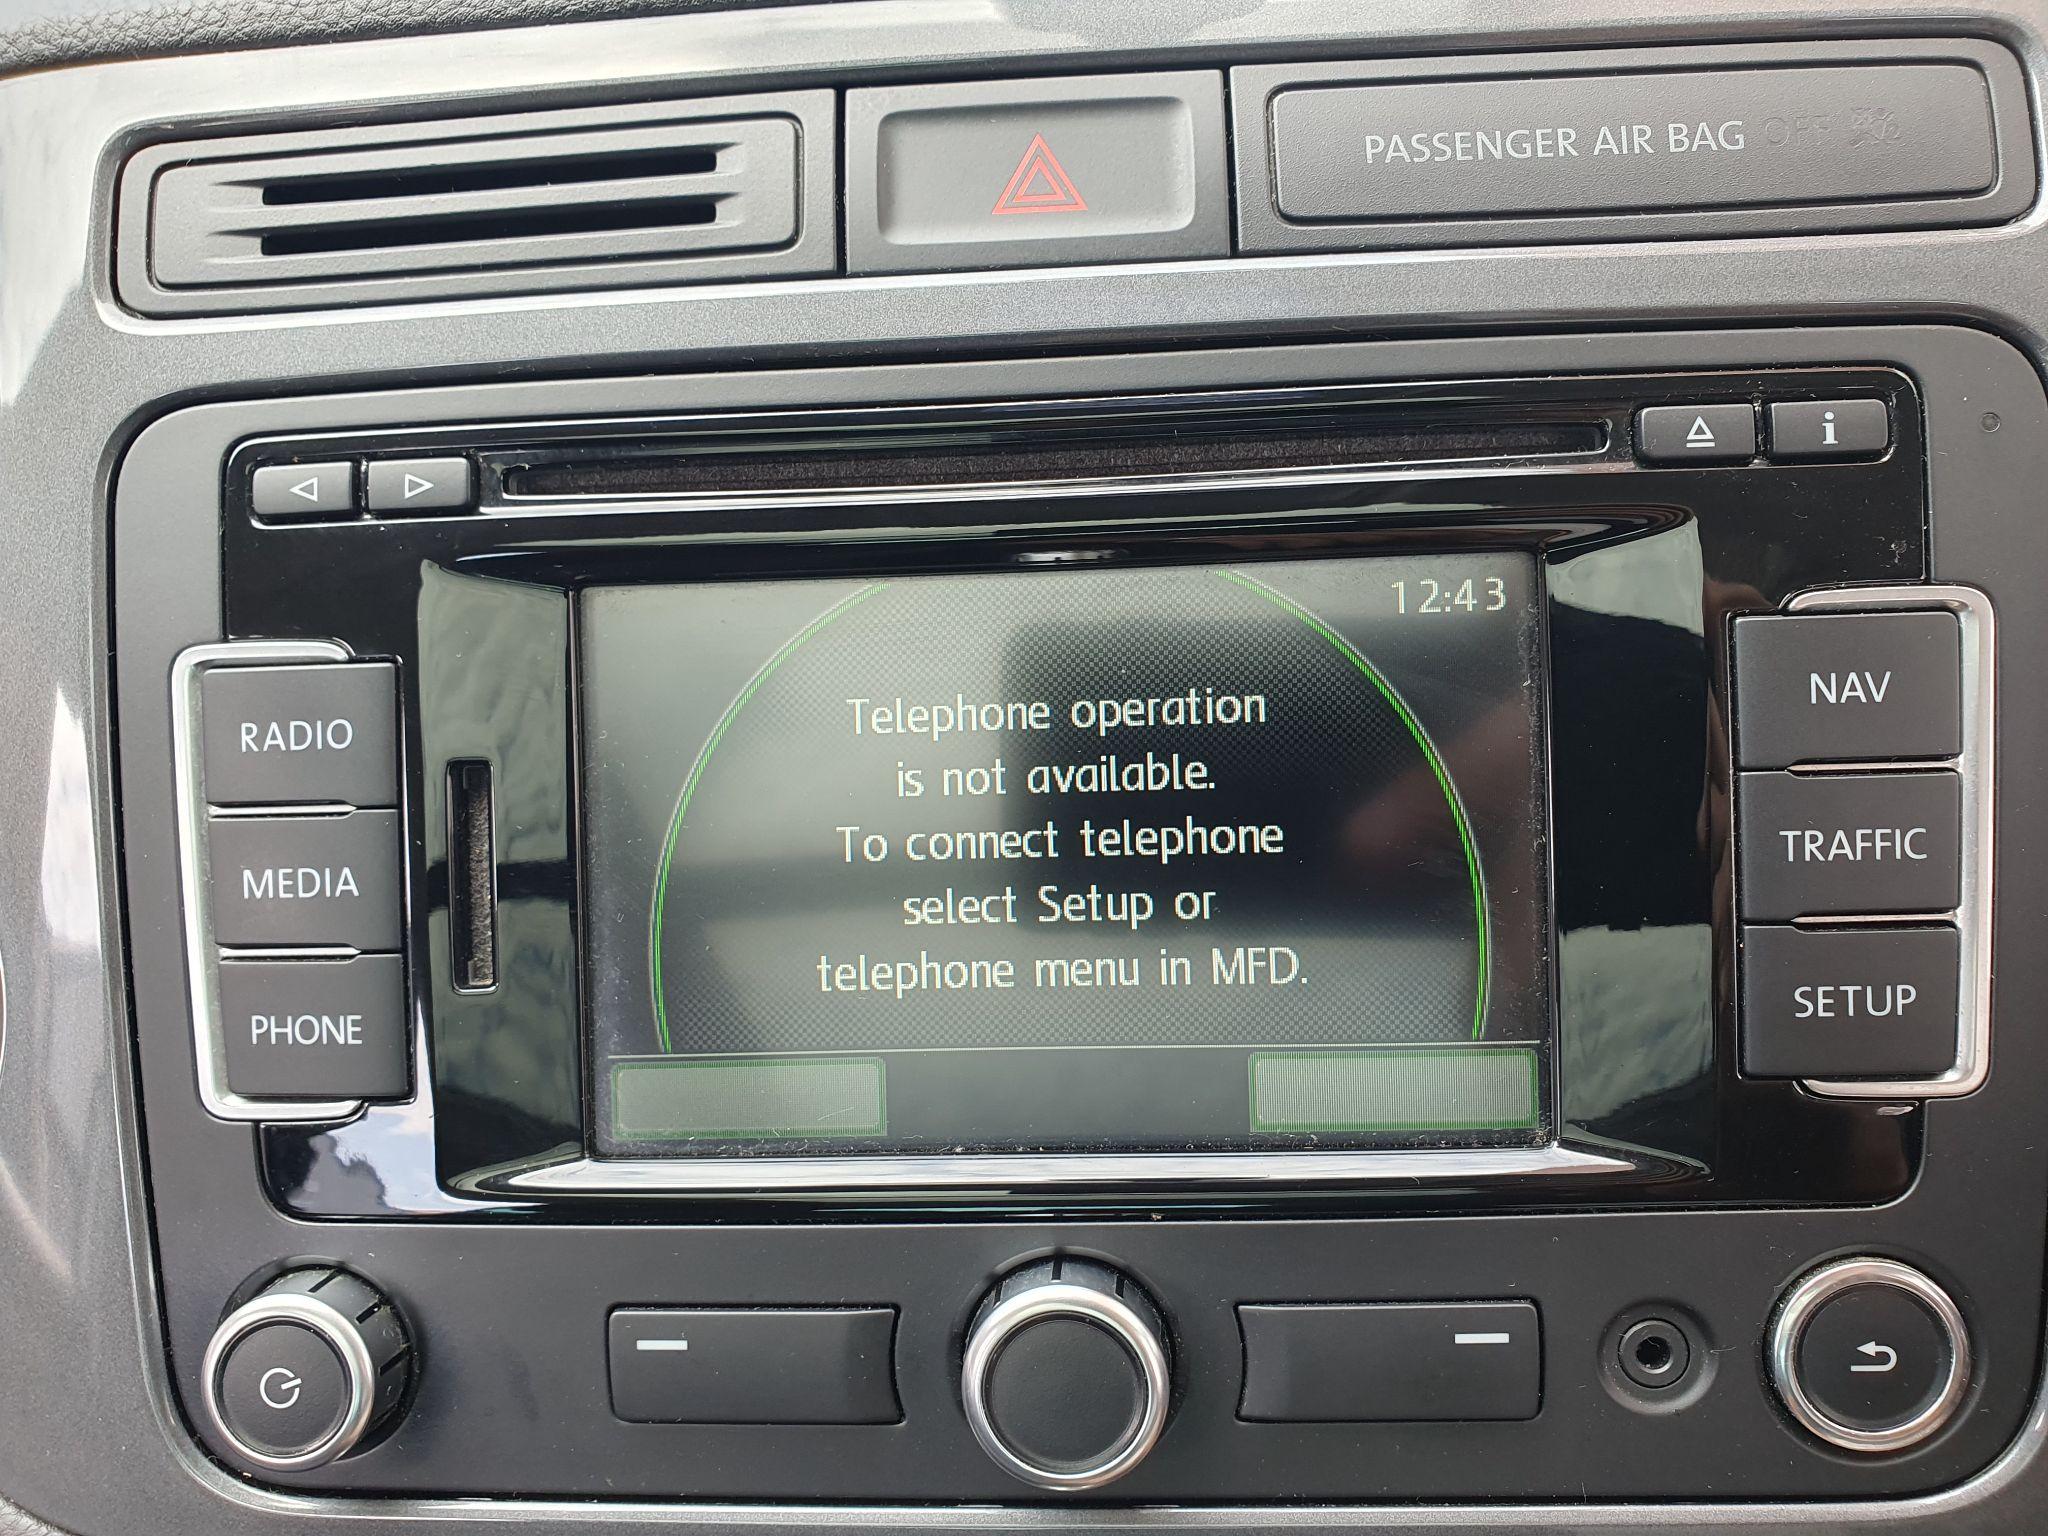 PASSENGER AIR BAG OFF
i
12:43
RADIO
MEDIA
PHONE
Telephone operation
is not available.
To connect telephone
select Setup or
telephone menu in MFD.
NAV
TRAFFIC
SETUP